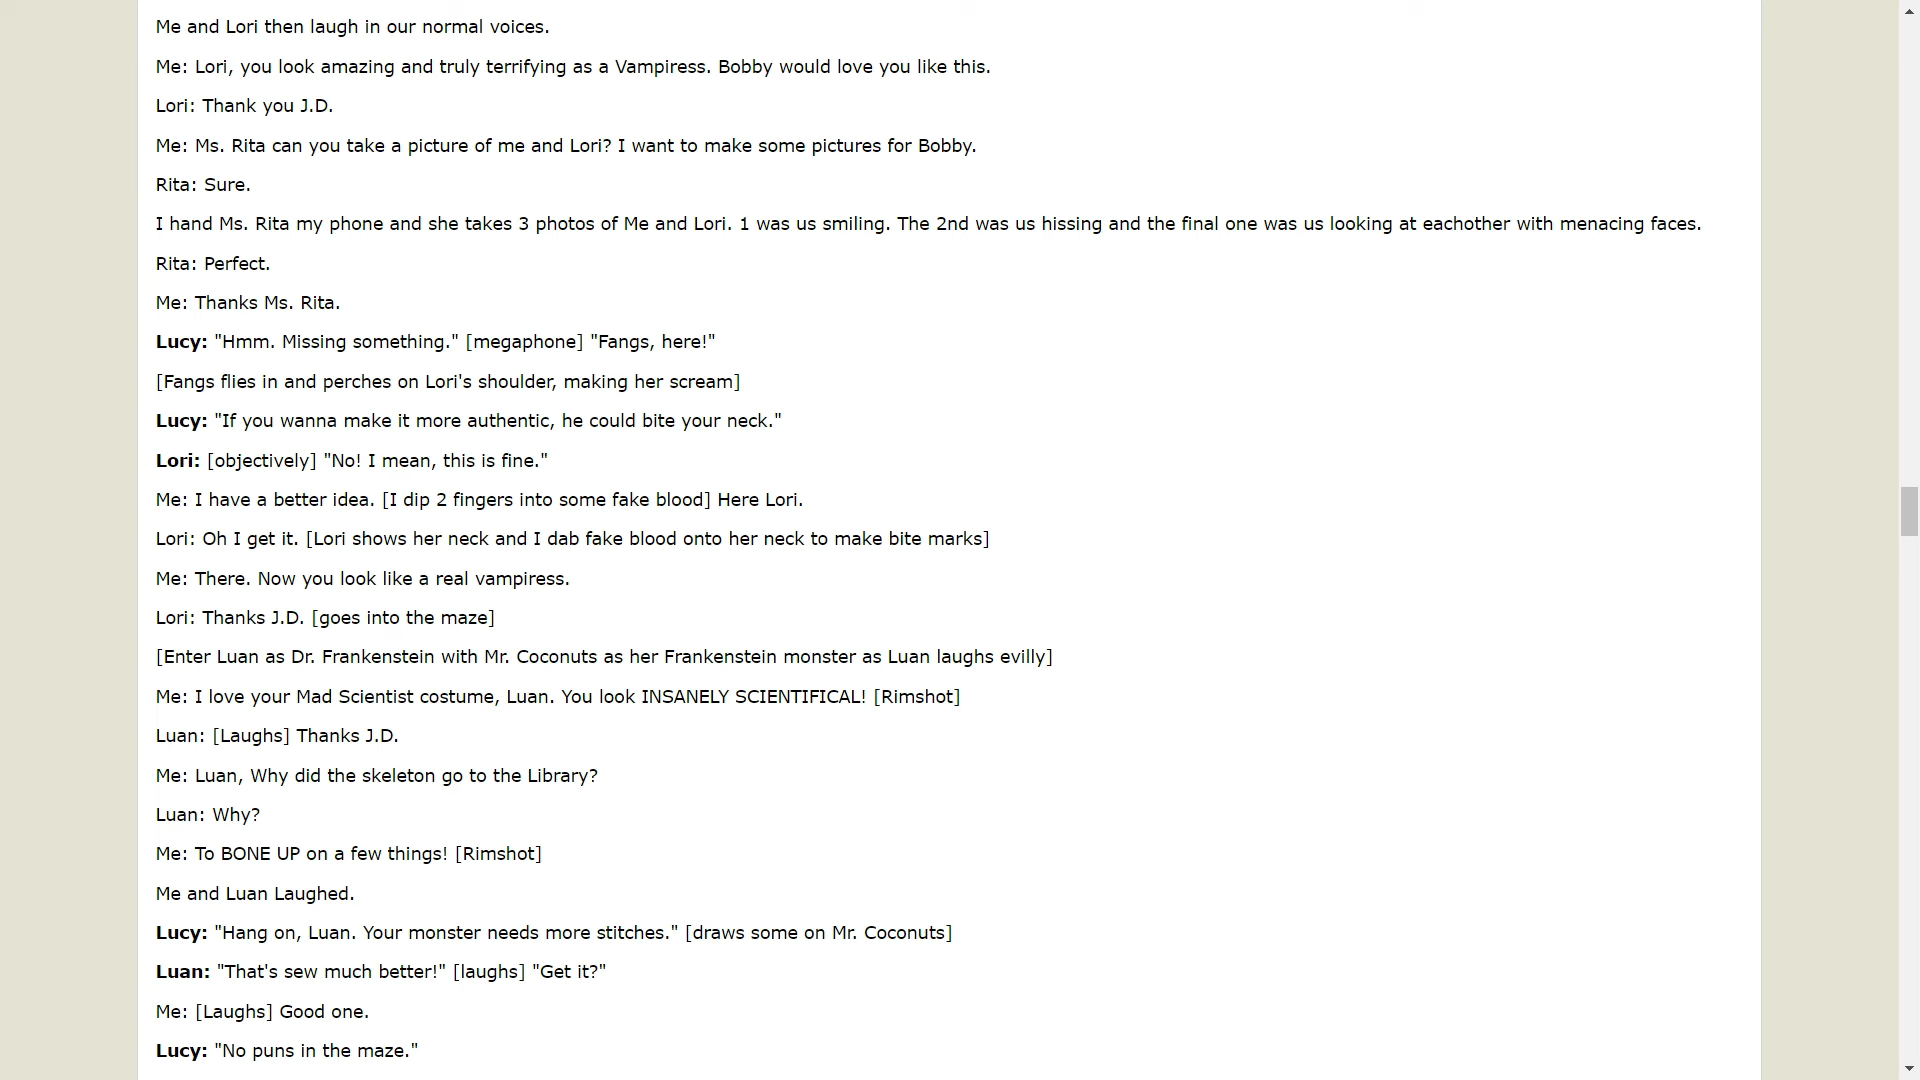 Me and Lori then laugh in our normal voices.
Me: Lori, you look amazing and truly terrifying as a Vampiress. Bobby would love you like this.
Lori: Thank you J.D.
Me: Ms. Rita can you take a picture of me and Lori? I want to make some pictures for Bobby.
Rita: Sure.
I hand Ms. Rita my phone and she takes 3 photos of Me and Lori. 1 was us smiling. The 2nd was us hissing and the final one was us looking at eachother with menacing faces.
Rita: Perfect.
Me: Thanks Ms. Rita.
Lucy: "Hmm. Missing something." [megaphone] "Fangs, here!"
[Fangs flies in and perches on Lori's shoulder, making her scream]
Lucy: "If you wanna make it more authentic, he could bite your neck."
Lori: [objectively] "No! I mean, this is fine."
Me: I have a better idea. [I dip 2 fingers into some fake blood] Here Lori.
Lori: Oh I get it. [Lori shows her neck and I dab fake blood onto her neck to make bite marks]
Me: There. Now you look like a real vampiress.
Lori: Thanks J.D. [goes into the maze]
[Enter Luan as Dr. Frankenstein with Mr. Coconuts as her Frankenstein monster as Luan laughs evilly]
Me: I love your Mad Scientist costume, Luan. You look INSANELY SCIENTIFICAL! [Rimshot]
Luan: [Laughs] Thanks J.D.
Me: Luan, Why did the skeleton go to the Library?
Luan: Why?
Me: To BONE UP on a few things! [Rimshot]
Me and Luan Laughed.
Lucy: "Hang on, Luan. Your monster needs more stitches." [draws some on Mr. Coconuts]
Luan: "That's sew much better!" [laughs] "Get it?"
Me: [Laughs] Good one.
Lucy: "No puns in the maze."